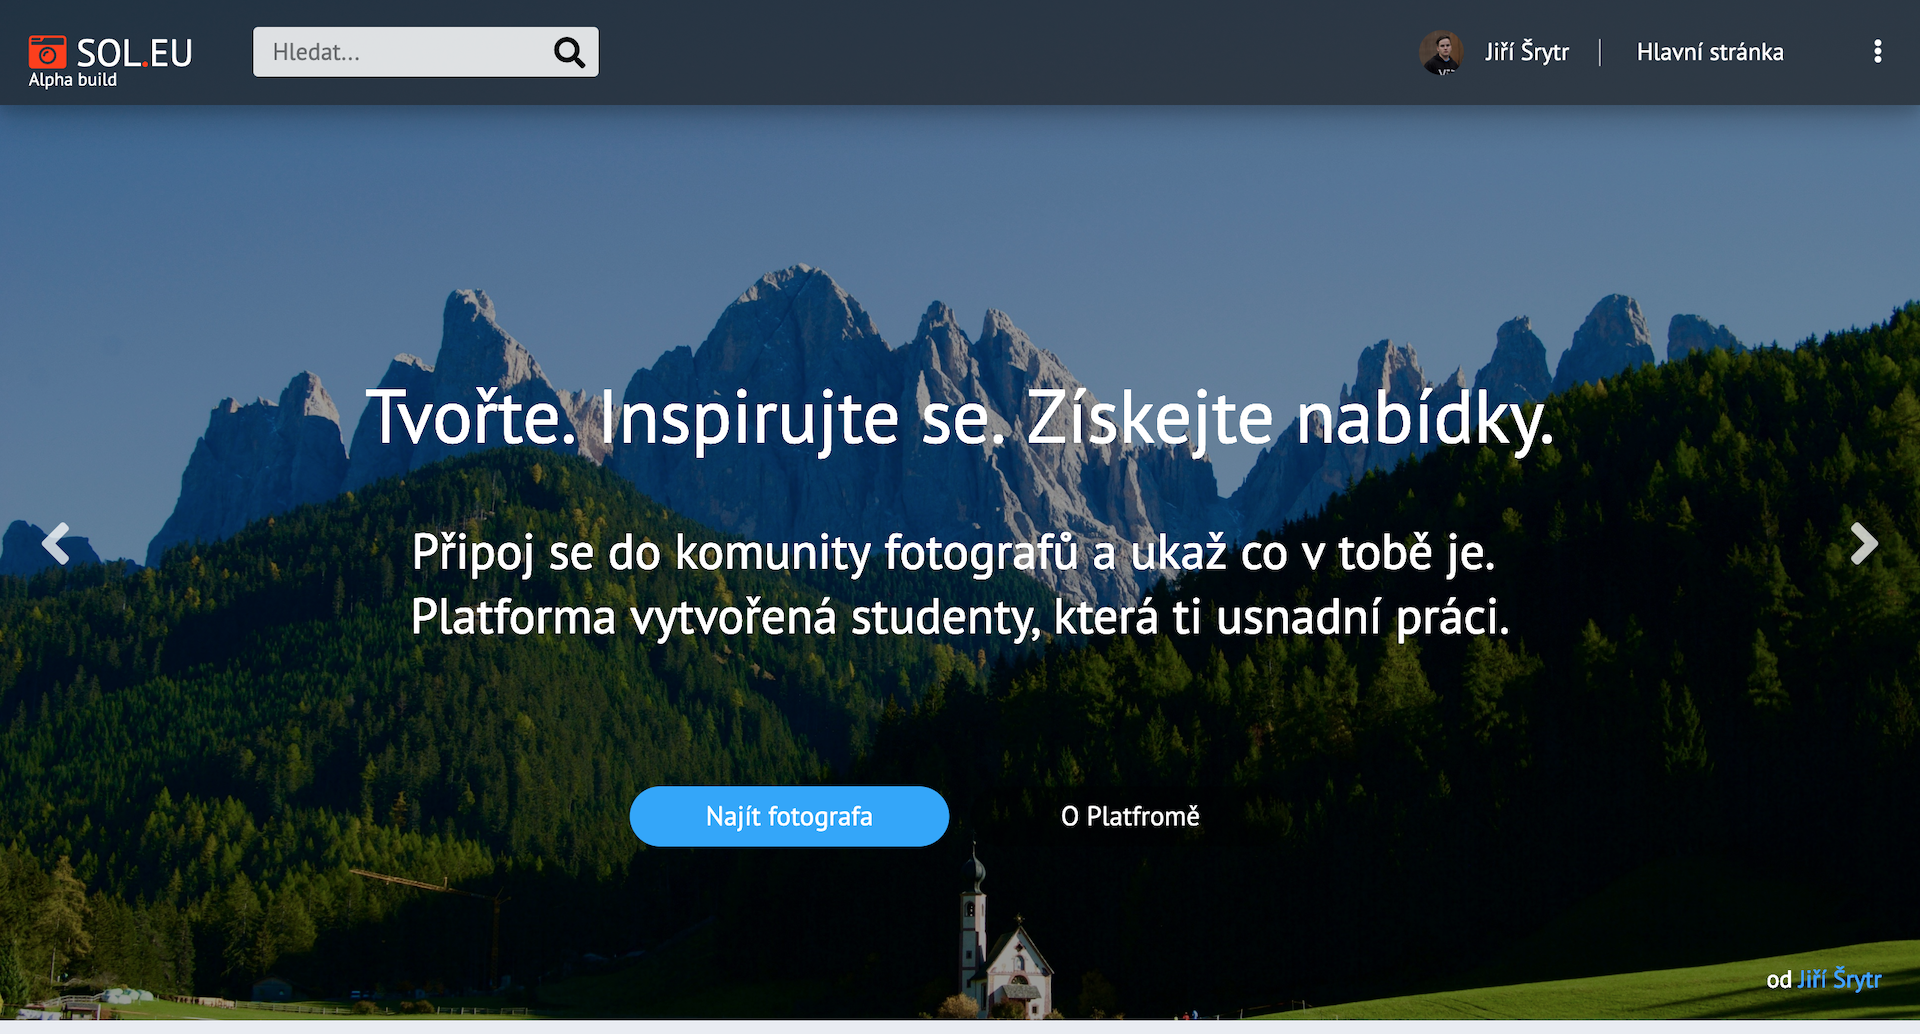 SOL.EU
Alpha build
Hledat...
Jiří Šrytr
Hlavní stránka
Tvořte. Inspirujte se. Získejte nabídky.
Připoj se do komunity fotografů a ukaž co v tobě je.
Platforma vytvořená studenty, která ti usnadní práci.
Najít fotografa
O Platfromě
od Jiří Šrytr